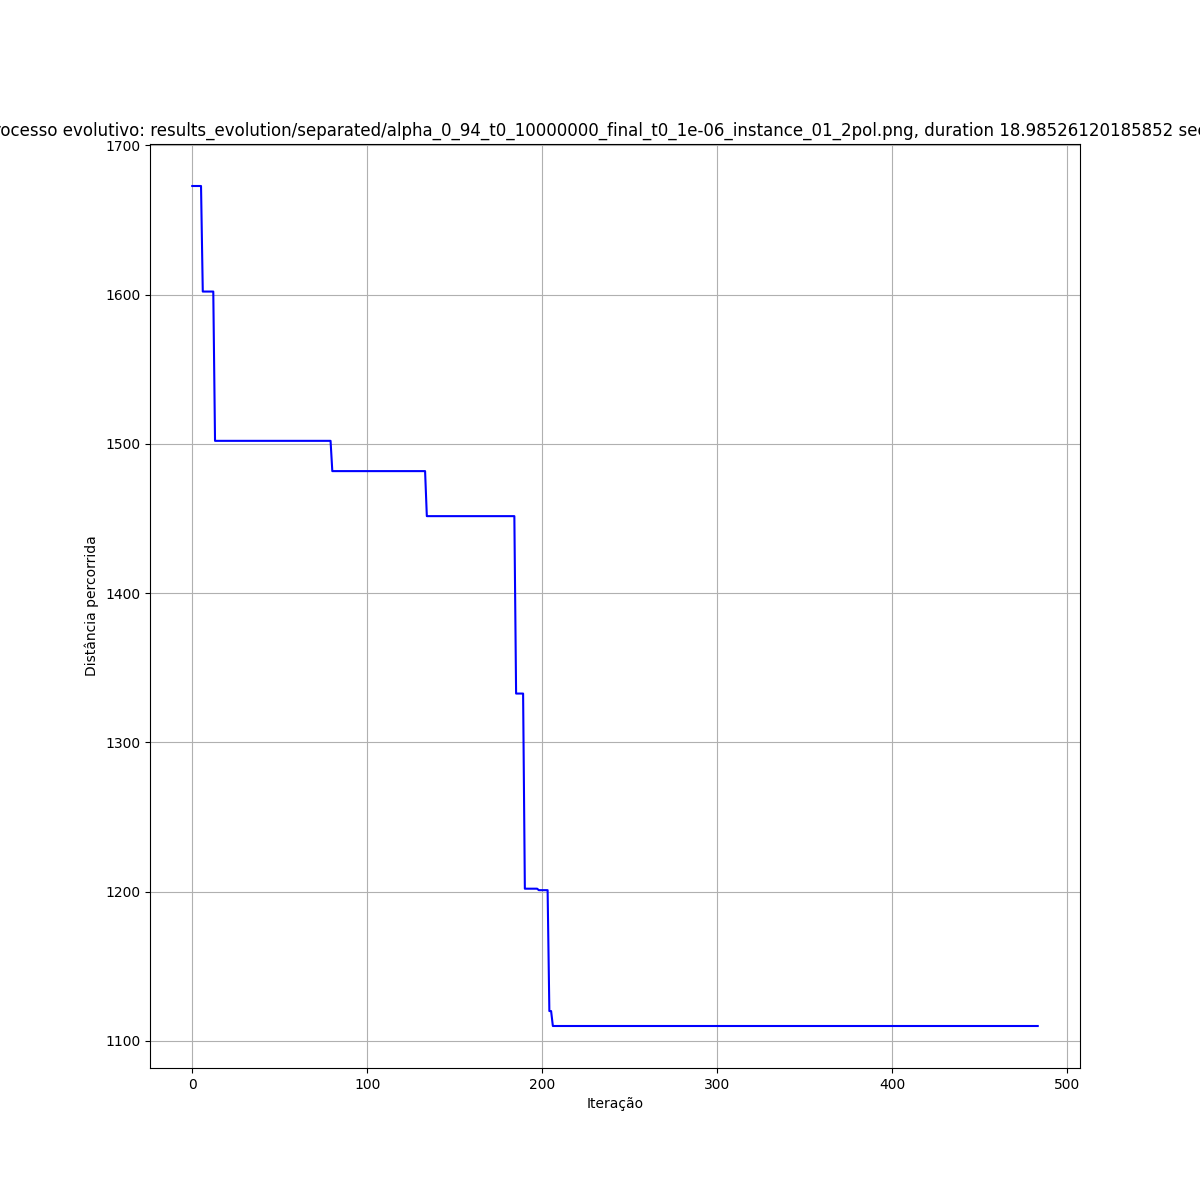 ocesso evolutivo: results_evolution/separated/alpha_0_94_t0_10000000_final_t0_1e-06_instance_01_2pol.png, duration 18.98526120185852 sec
1700
1600
1500
1400
1300
1200
1100
Distância percorrida
0 100 200 300 400 500
Iteração